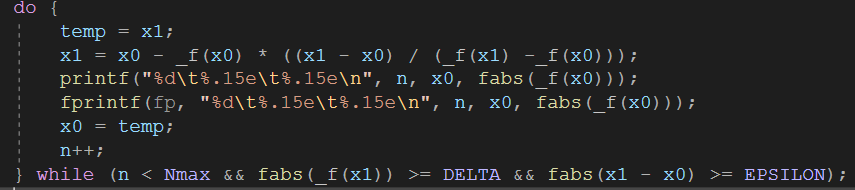 do {
temp = x1;
x1 = x0 - _f(x0) * ((x1 - x0) / (_f(x1) -_f(x0)));
printf("%d\t%.15e\t%.15e\n", n, x0, fabs(_f(x0)));
fprintf(fp, "%d\t%.15e\t%.15e\n", n, x0, fabs(_f(x0)));
x0 = temp;
n++;
} while (n < Nmax && fabs(_f(x1)) >= DELTA && fabs(x1 - x0) >= EPSILON);